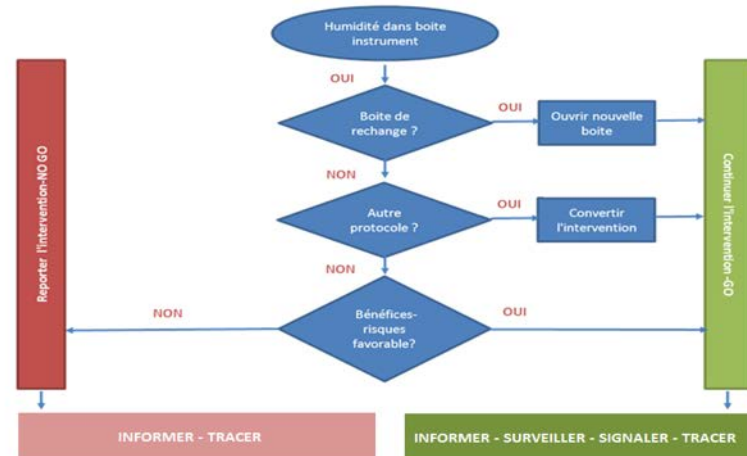 Humidité dans boite
instrument
OUI
Boite de
rechange ?
OUI
Ouvrir nouvelle
boite
NON
Autre
protocole ?
OUI
Convertir
l'intervention
NON
Bénéfices-
risques
favorable?
NON
OUI
Reporter l'intervention-NO GO
Continuer l'intervention -GO
INFORMER - TRACER
INFORMER - SURVEILLER - SIGNALER - TRACER